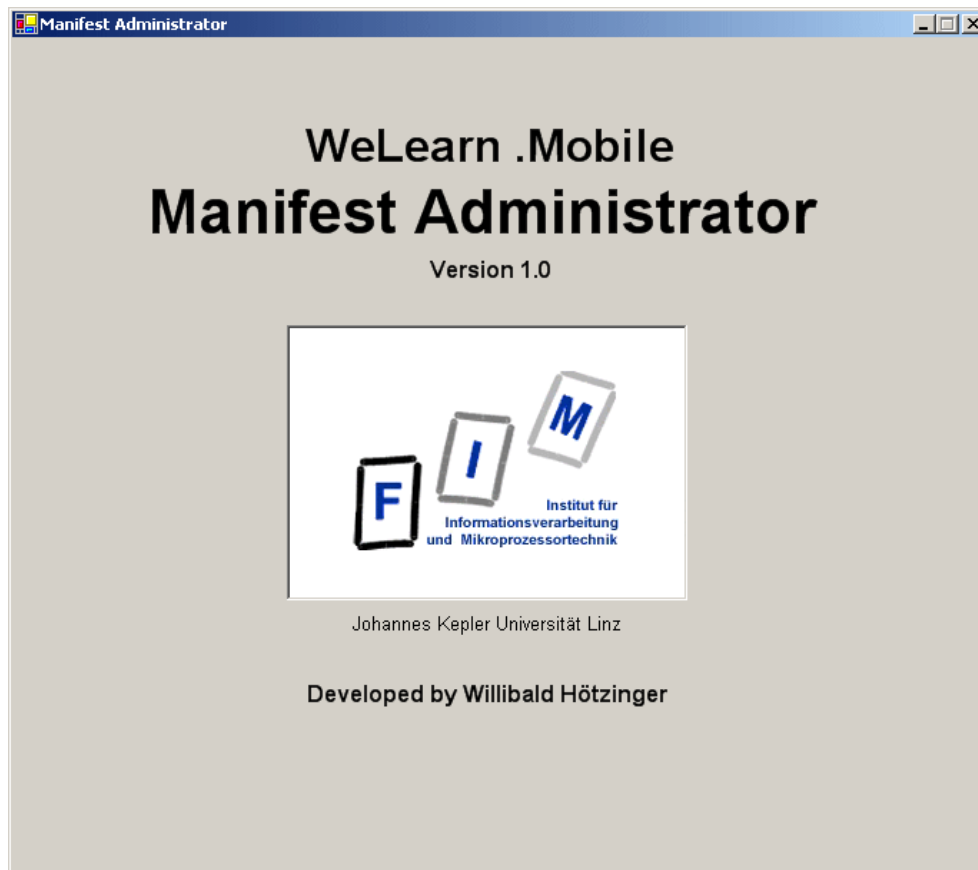 Manifest Administrator
WeLearn .Mobile
Manifest Administrator
Version 1.0
F I M
Institut für
Informationsverarbeitung
und Mikroprozessortechnik
Johannes Kepler Universität Linz
Developed by Willibald Hötzinger